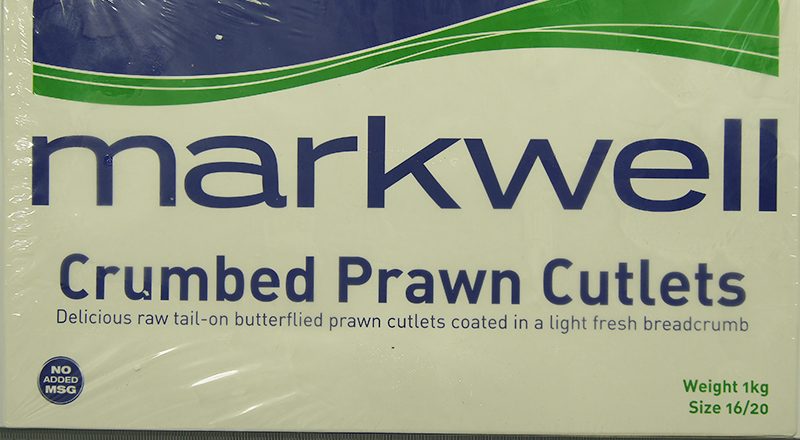 markwell
Crumbed Prawn Cutlets
Delicious raw tail-on butterflied prawn cutlets coated in a light fresh breadcrumb
NO
ADDED
MSG
Weight 1kg
Size 16/20